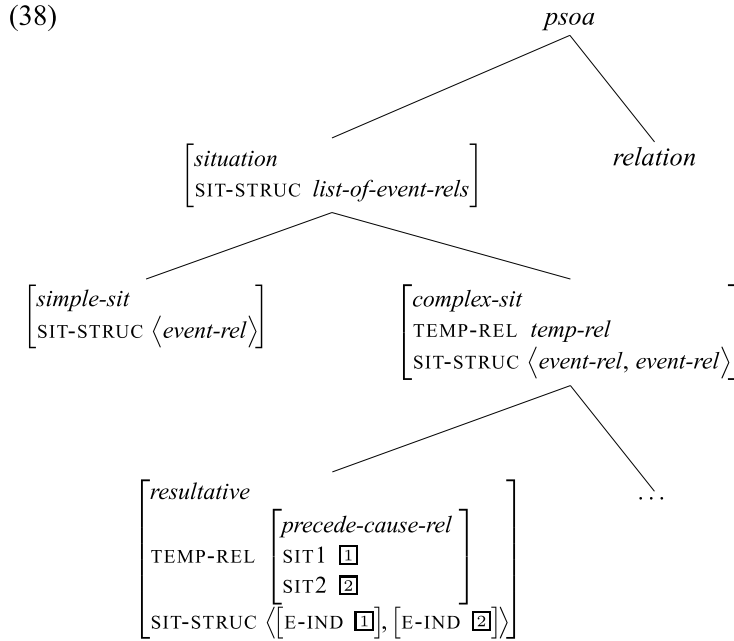 (38)
psoa
situation
SIT-STRUC list-of-event-rels
relation
simple-sit
SIT-STRUC ⟨event-rel⟩
complex-sit
TEMP-REL temp-rel
SIT-STRUC ⟨event-rel, event-rel⟩
resultative
TEMP-REL
precede-cause-rel
SIT1 1
SIT2 2
SIT-STRUC ⟨[E-IND 1], [E-IND 2]⟩
...